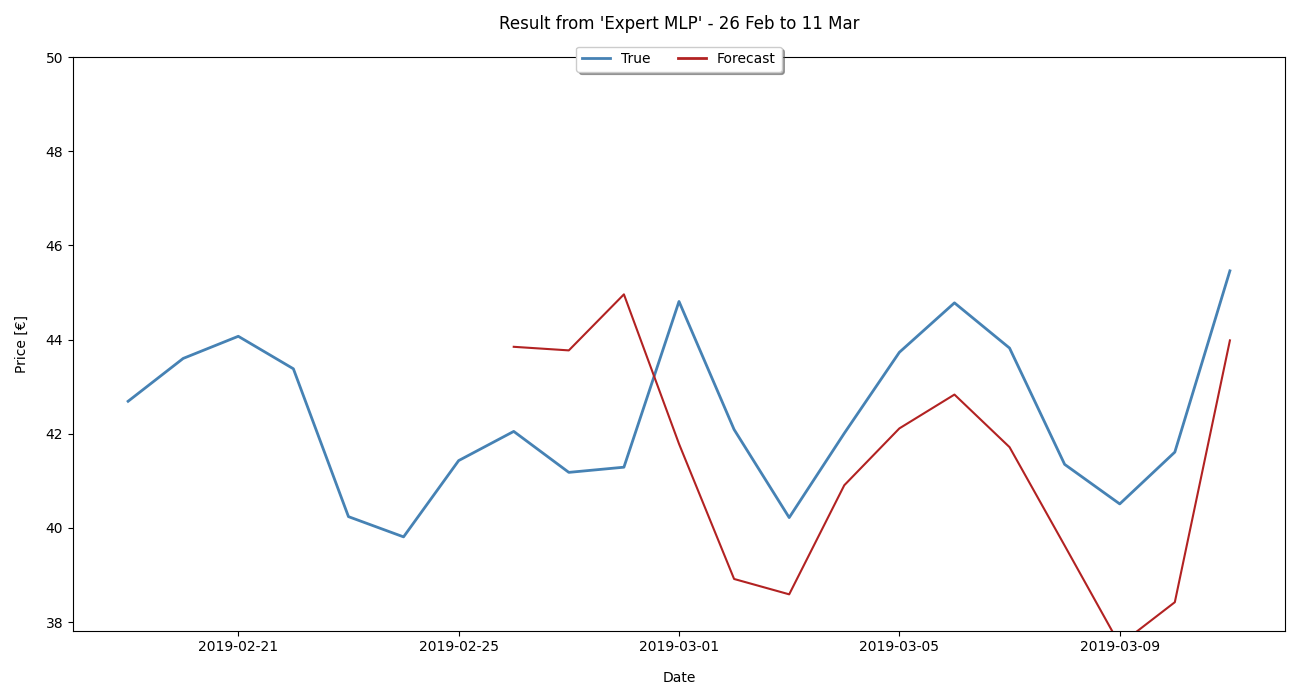 Result from 'Expert MLP' - 26 Feb to 11 Mar
True Forecast
50
48
46
44
42
40
38
Price [€]
2019-02-21 2019-02-25 2019-03-01 2019-03-05 2019-03-09
Date